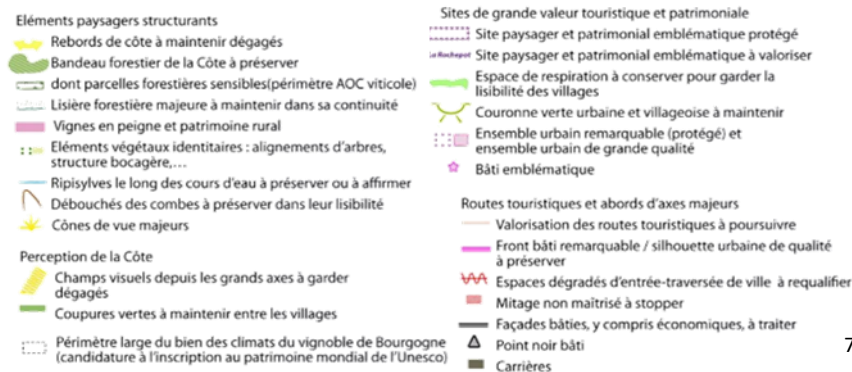 Eléments paysagers structurants
Rebords de côte à maintenir dégagés
Bandeau forestier de la Côte à préserver
dont parcelles forestières sensibles(périmètre AOC viticole)
Lisière forestière majeure à maintenir dans sa continuité
Vignes en peigne et patrimoine rural
Eléments végétaux identitaires : alignements d'arbres,
structure bocagère,...
Ripisylves le long des cours d'eau à préserver ou à affirmer
Débouchés des combes à préserver dans leur lisibilité
Cônes de vue majeurs
Perception de la Côte
Champs visuels depuis les grands axes à garder
dégagés
Coupures vertes à maintenir entre les villages
Périmètre large du bien des climats du vignoble de Bourgogne
(candidature à l'inscription au patrimoine mondial de l'Unesco)
Sites de grande valeur touristique et patrimoniale
Site paysager et patrimonial emblématique protégé
La Rochepot Site paysager et patrimonial emblématique à valoriser
Espace de respiration à conserver pour garder la
lisibilité des villages
Couronne verte urbaine et villageoise à maintenir
Ensemble urbain remarquable (protégé) et
ensemble urbain de grande qualité
Bâti emblématique
Routes touristiques et abords d'axes majeurs
Valorisation des routes touristiques à poursuivre
Front bâti remarquable / silhouette urbaine de qualité
à préserver
Espaces dégradés d'entrée-traversée de ville à requalifier
Mitage non maîtrisé à stopper
Façades bâties, y compris économiques, à traiter
Point noir bâti
Carrières
7